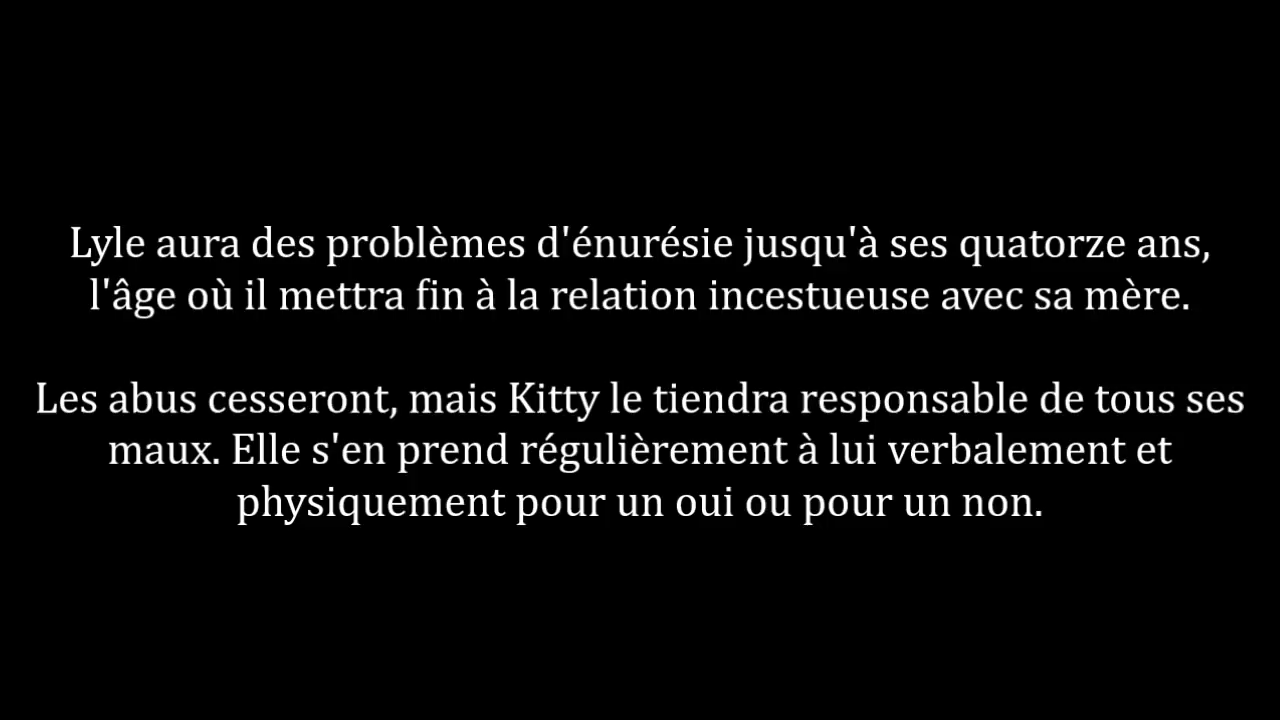 Lyle aura des problèmes d'énurésie jusqu'à ses quatorze ans,
l'âge où il mettra fin à la relation incestueuse avec sa mère.
Les abus cesseront, mais Kitty le tiendra responsable de tous ses
maux. Elle s'en prend régulièrement à lui verbalement et
physiquement pour un oui ou pour un non.